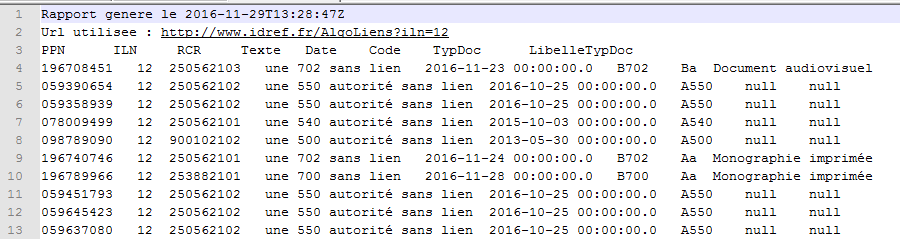 1 Rapport genere le 2016-11-29T13:28:47Z
2 Url utilisee : http://www.idref.fr/AlgoLiens?iln=12
3 PPN ILN RCR Texte Date Code TypDoc LibelleTypDoc
4 196708451 12 250562103 une 702 sans lien 2016-11-23 00:00:00.0 B702 Ba Document audiovisuel
5 059390654 12 250562102 une 550 autorité sans lien 2016-10-25 00:00:00.0 A550 null null
6 059358939 12 250562102 une 550 autorité sans lien 2016-10-25 00:00:00.0 A550 null null
7 078009499 12 250562101 une 540 autorité sans lien 2015-10-03 00:00:00.0 A540 null null
8 098789090 12 900102102 une 500 autorité sans lien 2013-05-30 00:00:00.0 A500 null null
9 196740746 12 250562101 une 702 sans lien 2016-11-24 00:00:00.0 B702 Aa Monographie imprimée
10 196789966 12 253882101 une 700 sans lien 2016-11-28 00:00:00.0 B700 Aa Monographie imprimée
11 059451793 12 250562102 une 550 autorité sans lien 2016-10-25 00:00:00.0 A550 null null
12 059645423 12 250562102 une 550 autorité sans lien 2016-10-25 00:00:00.0 A550 null null
13 059637080 12 250562102 une 550 autorité sans lien 2016-10-25 00:00:00.0 A550 null null